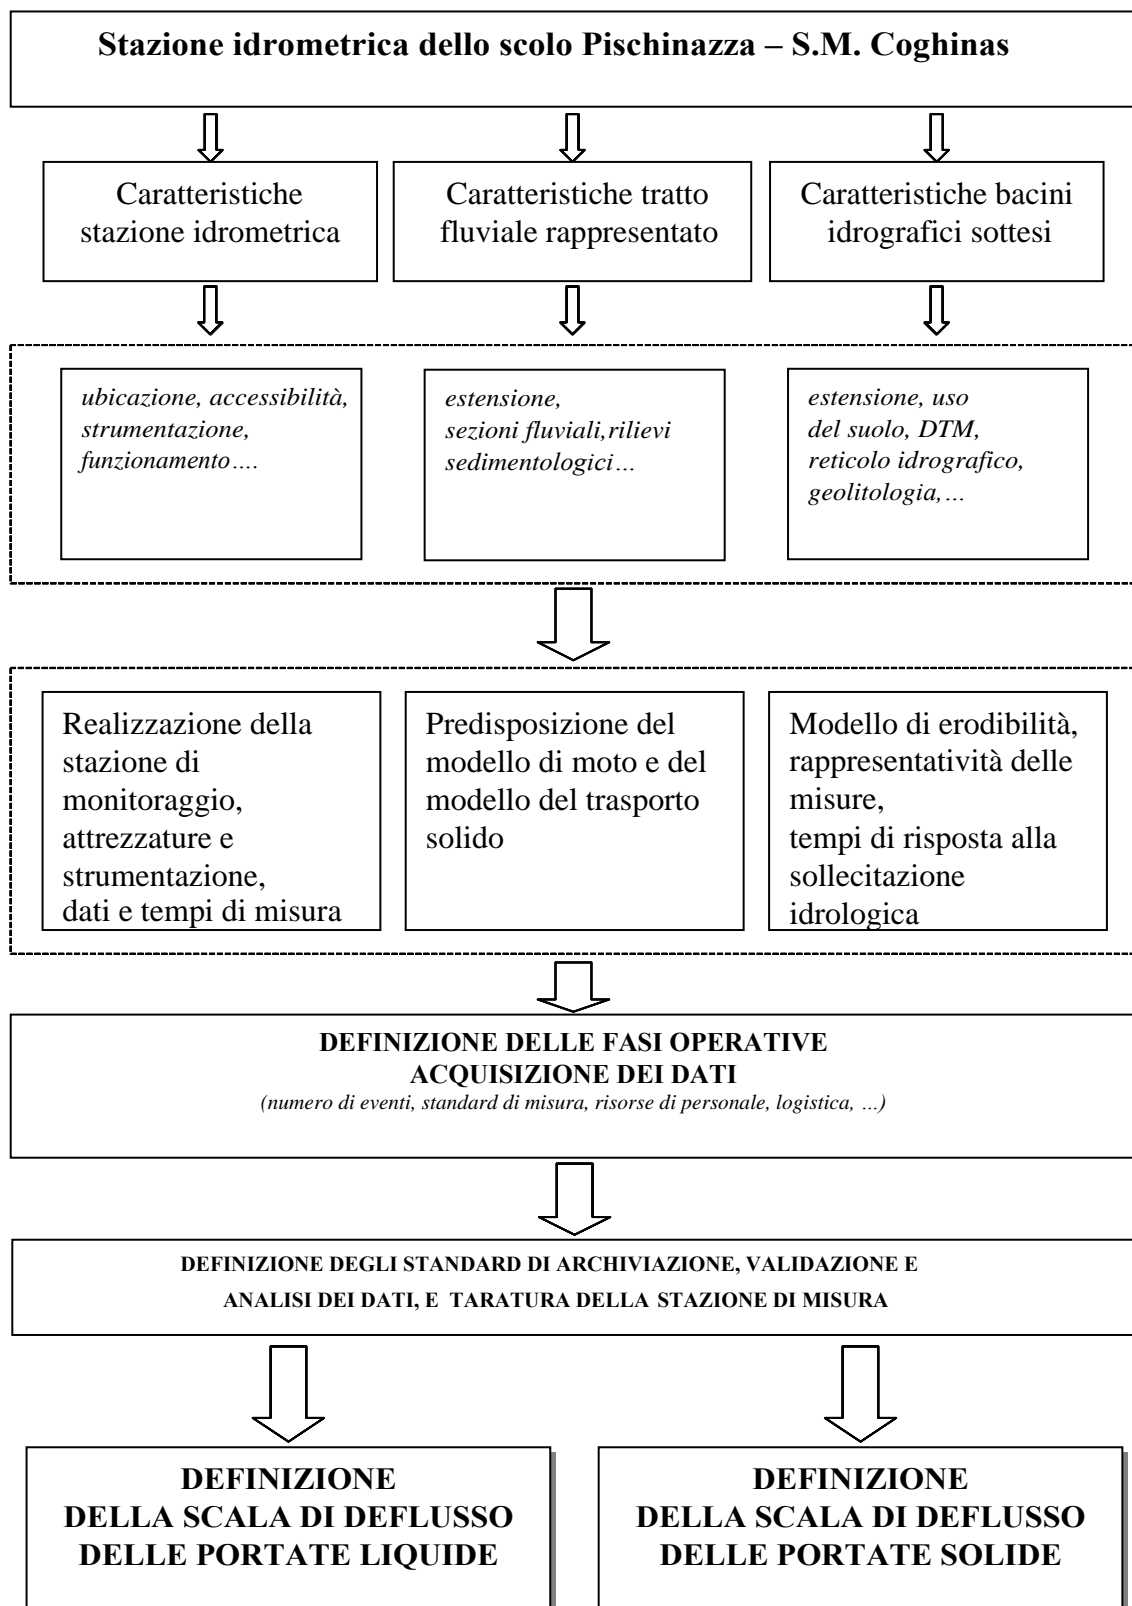 Stazione idrometrica dello scolo Pischinazza – S.M. Coghinas
Caratteristiche
stazione idrometrica
Caratteristiche tratto
fluviale rappresentato
Caratteristiche bacini
idrografici sottesi
ubicazione, accessibilità,
strumentazione,
funzionamento….
estensione,
sezioni fluviali,rilievi
sedimentologici…
estensione, uso
del suolo, DTM,
reticolo idrografico,
geolitologia,…
Realizzazione della
stazione di
monitoraggio,
attrezzature e
strumentazione,
dati e tempi di misura
Predisposizione del
modello di moto e del
modello del trasporto
solido
Modello di erodibilità,
rappresentatività delle
misure,
tempi di risposta alla
sollecitazione
idrologica
DEFINIZIONE DELLE FASI OPERATIVE
ACQUISIZIONE DEI DATI
(numero di eventi, standard di misura, risorse di personale, logistica, …)
DEFINIZIONE DEGLI STANDARD DI ARCHIVIAZIONE, VALIDAZIONE E
ANALISI DEI DATI, E TARATURA DELLA STAZIONE DI MISURA
DEFINIZIONE
DELLA SCALA DI DEFLUSSO
DELLE PORTATE LIQUIDE
DEFINIZIONE
DELLA SCALA DI DEFLUSSO
DELLE PORTATE SOLIDE